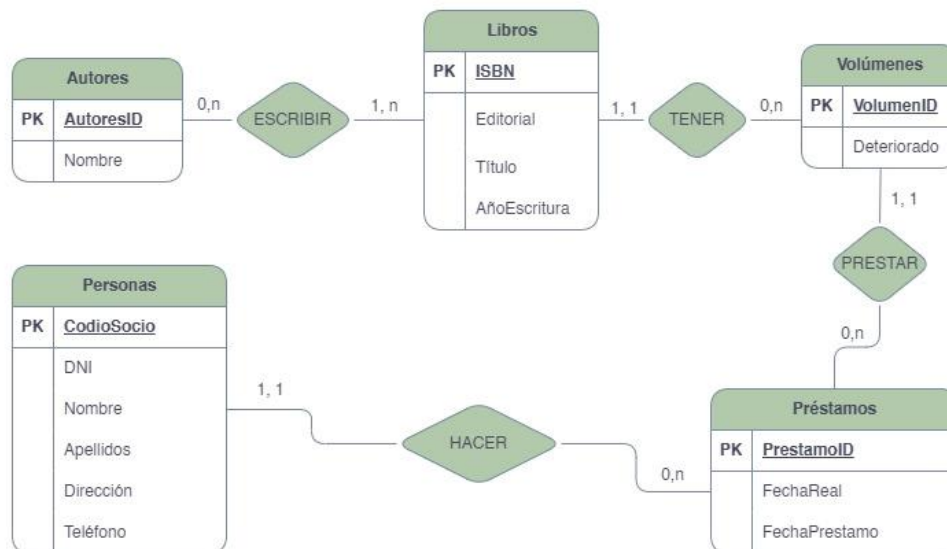 Autores
PK AutoresID
Nombre
0,n
ESCRIBIR
1, n
Libros
PK ISBN
Editorial
Título
AñoEscritura
1, 1
TENER
0,n
Volúmenes
PK VolumenID
Deteriorado
1, 1
PRESTAR
0,n
Personas
PK CodioSocio
DNI
Nombre
Apellidos
Dirección
Teléfono
1, 1
HACER
0,n
Préstamos
PK PrestamoID
FechaReal
FechaPrestamo